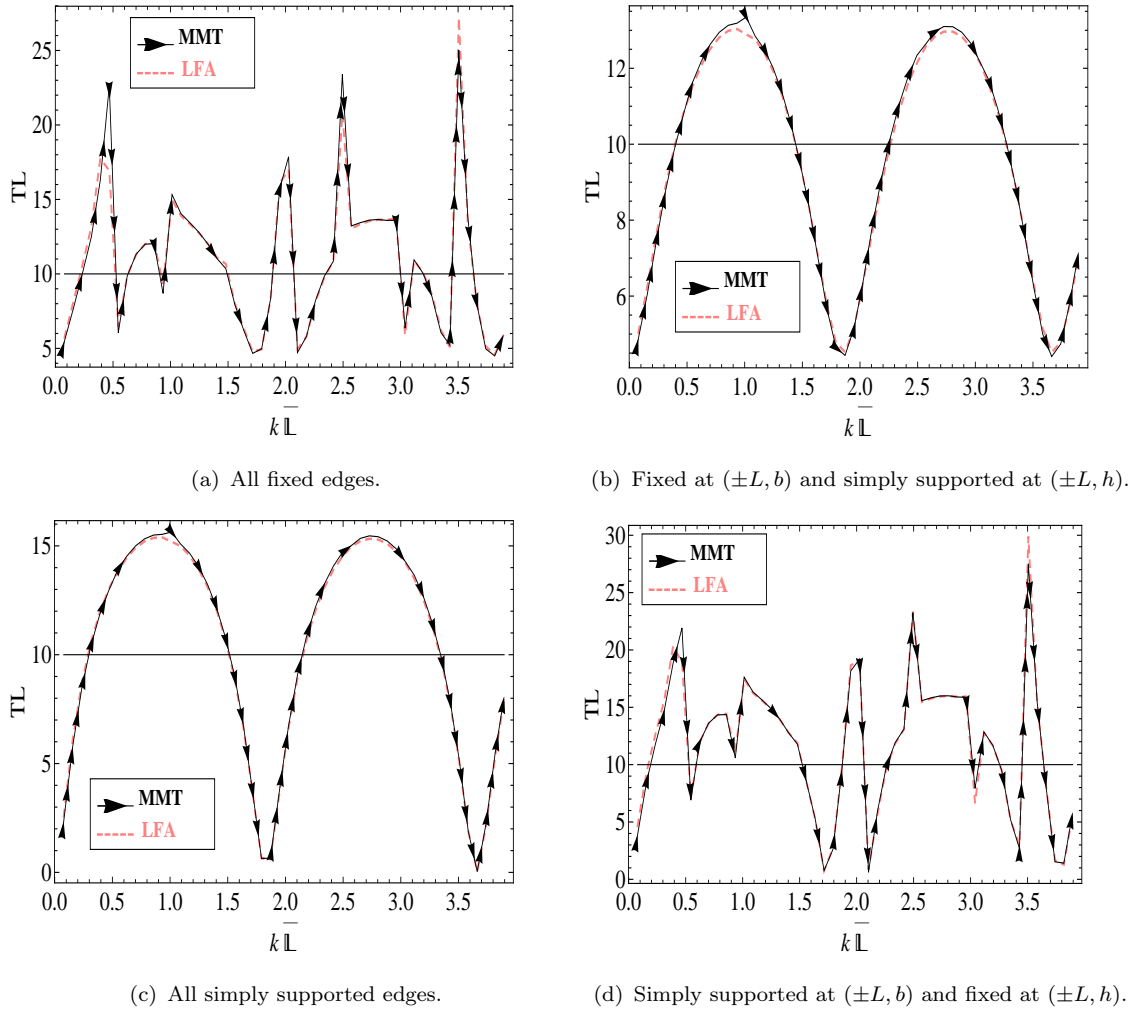 MMT
LFA
TL
25
20
15
10
5
0.0 0.5 1.0 1.5 2.0 2.5 3.0 3.5
k 𝕃̅
(a) All fixed edges.
MMT
LFA
TL
12
10
8
6
0.0 0.5 1.0 1.5 2.0 2.5 3.0 3.5
k 𝕃̅
(b) Fixed at (±L, b) and simply supported at (±L, h).
MMT
LFA
TL
15
10
5
0
0.0 0.5 1.0 1.5 2.0 2.5 3.0 3.5
k 𝕃̅
(c) All simply supported edges.
MMT
LFA
TL
30
25
20
15
10
5
0
0.0 0.5 1.0 1.5 2.0 2.5 3.0 3.5
k 𝕃̅
(d) Simply supported at (±L, b) and fixed at (±L, h).